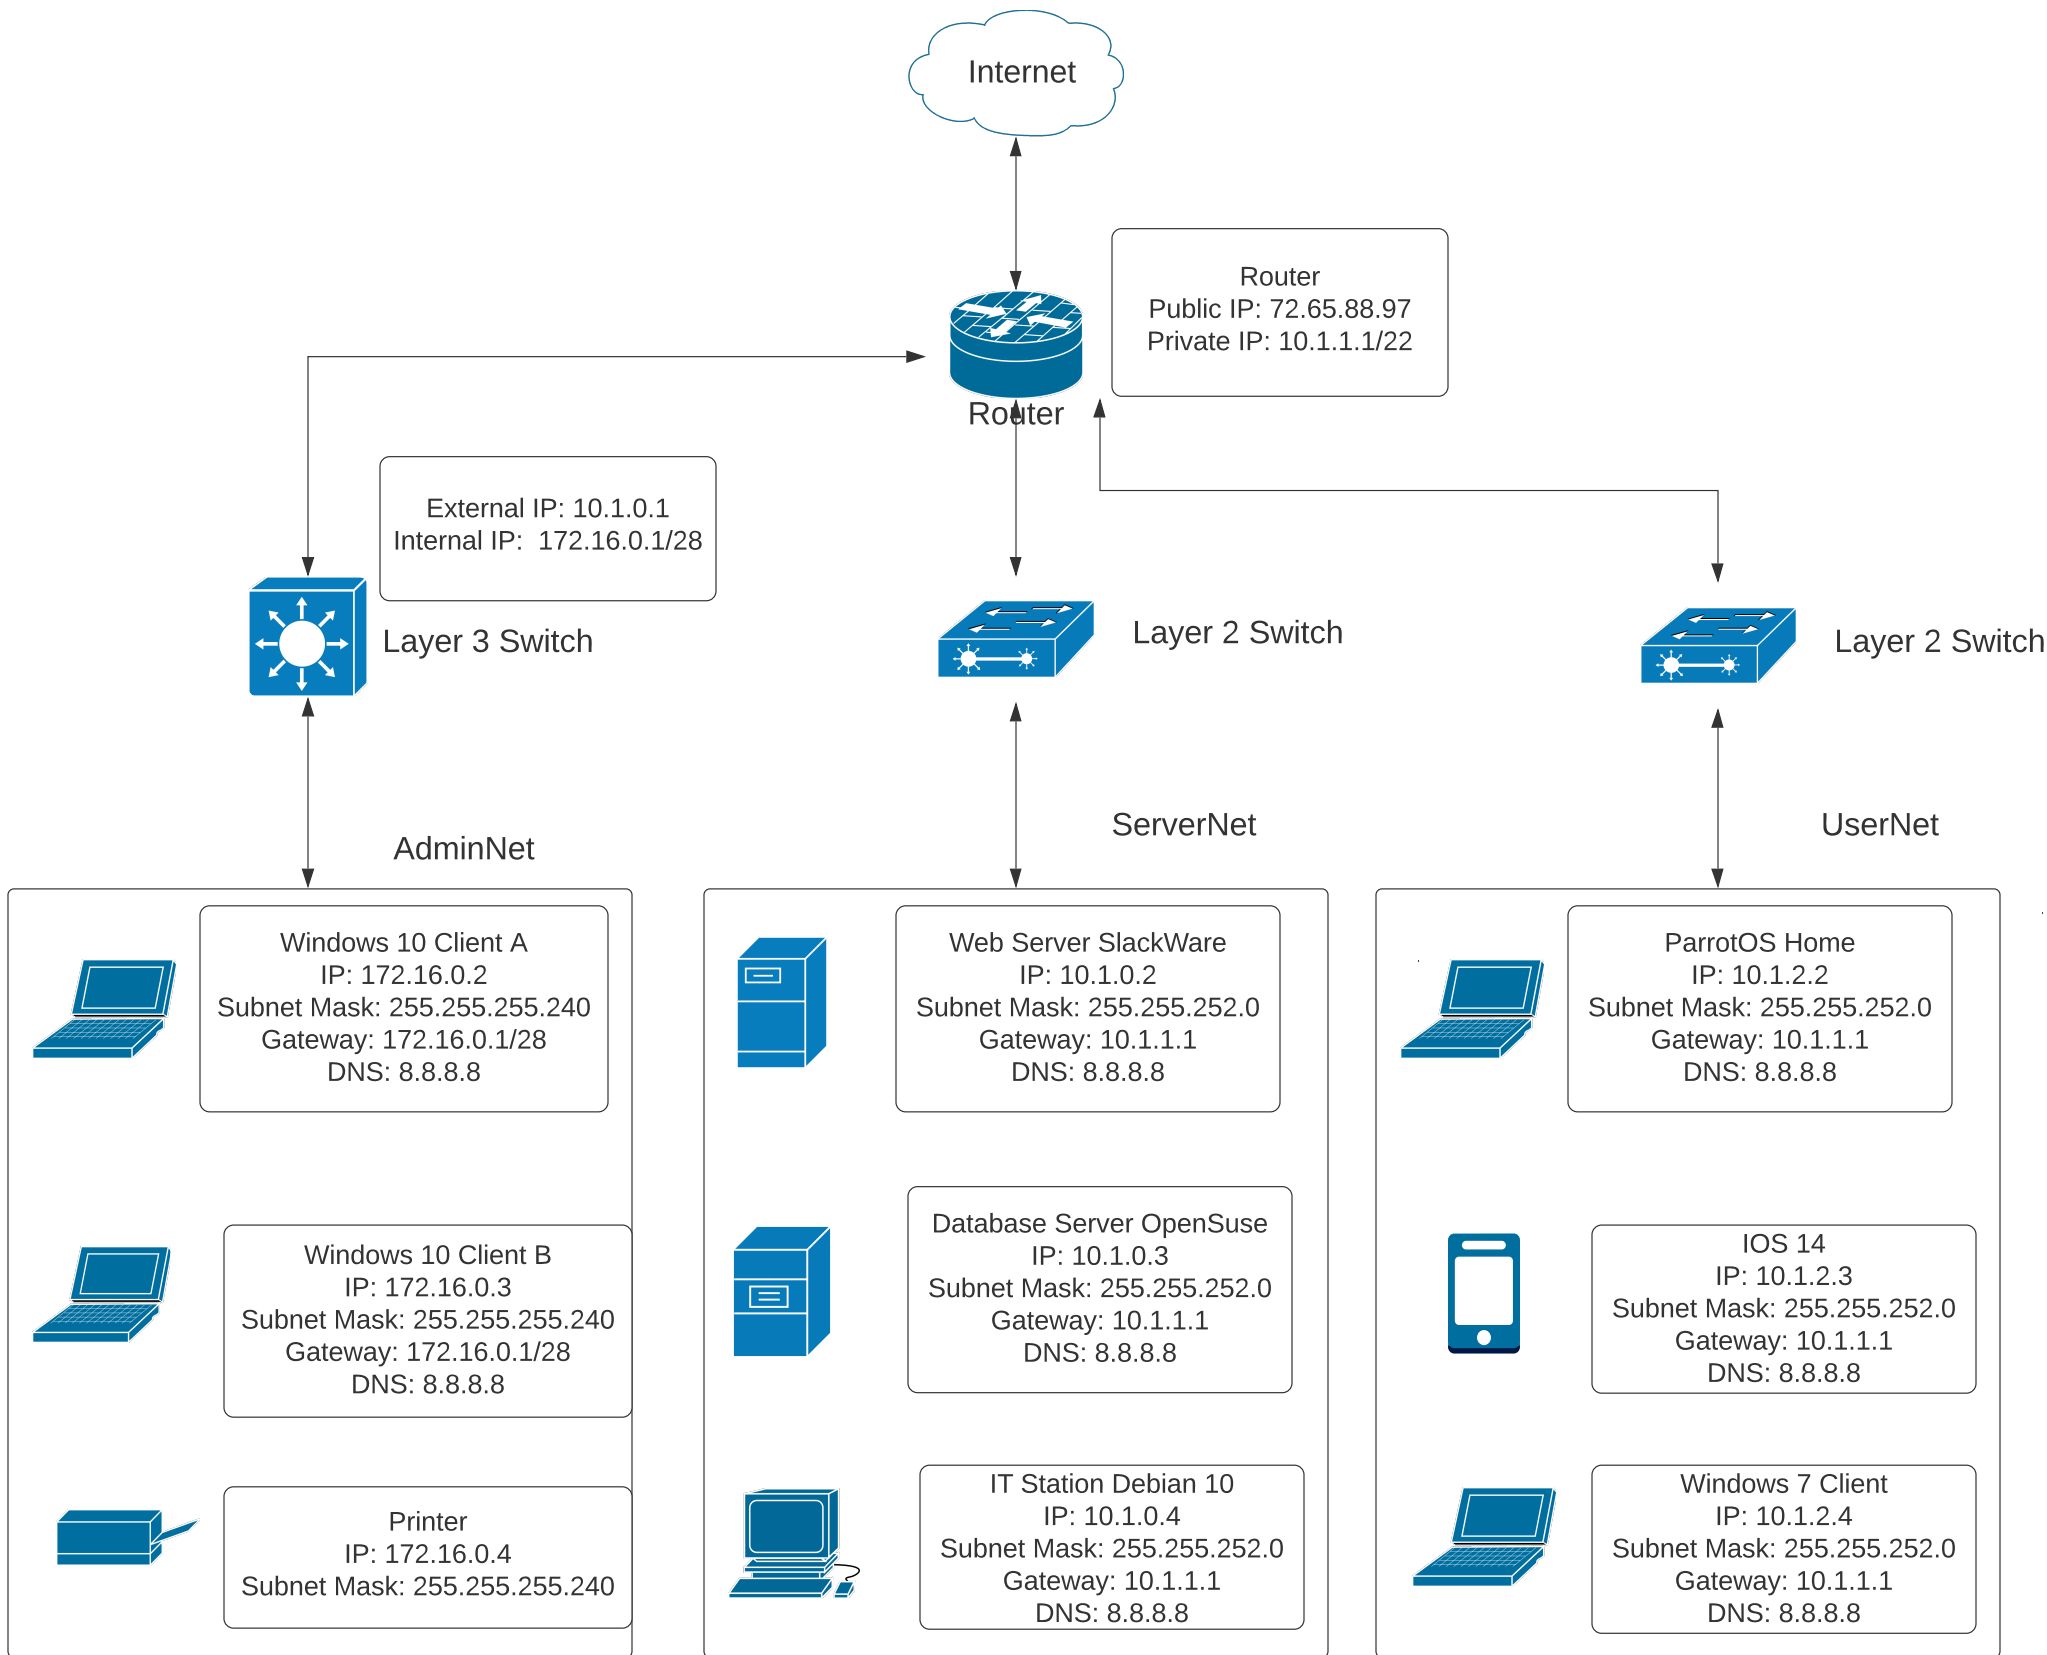 Internet
Router
Public IP: 72.65.88.97
Private IP: 10.1.1.1/22
Router
External IP: 10.1.0.1
Internal IP:  172.16.0.1/28
Layer 3 Switch
Layer 2 Switch
Layer 2 Switch
AdminNet
ServerNet
UserNet
Windows 10 Client A
IP: 172.16.0.2
Subnet Mask: 255.255.255.240
Gateway: 172.16.0.1/28
DNS: 8.8.8.8
Windows 10 Client B
IP: 172.16.0.3
Subnet Mask: 255.255.255.240
Gateway: 172.16.0.1/28
DNS: 8.8.8.8
Printer
IP: 172.16.0.4
Subnet Mask: 255.255.255.240
Web Server SlackWare
IP: 10.1.0.2
Subnet Mask: 255.255.252.0
Gateway: 10.1.1.1
DNS: 8.8.8.8
Database Server OpenSuse
IP: 10.1.0.3
Subnet Mask: 255.255.252.0
Gateway: 10.1.1.1
DNS: 8.8.8.8
IT Station Debian 10
IP: 10.1.0.4
Subnet Mask: 255.255.252.0
Gateway: 10.1.1.1
DNS: 8.8.8.8
ParrotOS Home
IP: 10.1.2.2
Subnet Mask: 255.255.252.0
Gateway: 10.1.1.1
DNS: 8.8.8.8
IOS 14
IP: 10.1.2.3
Subnet Mask: 255.255.252.0
Gateway: 10.1.1.1
DNS: 8.8.8.8
Windows 7 Client
IP: 10.1.2.4
Subnet Mask: 255.255.252.0
Gateway: 10.1.1.1
DNS: 8.8.8.8